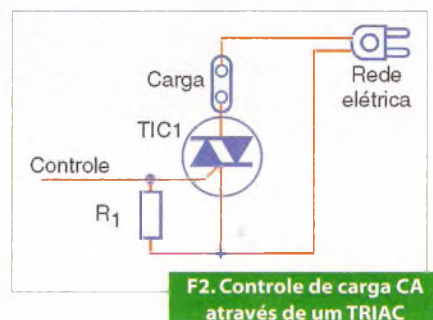 Carga
Rede
elétrica
TIC1
Controle
R1
F2. Controle de carga CA
através de um TRIAC